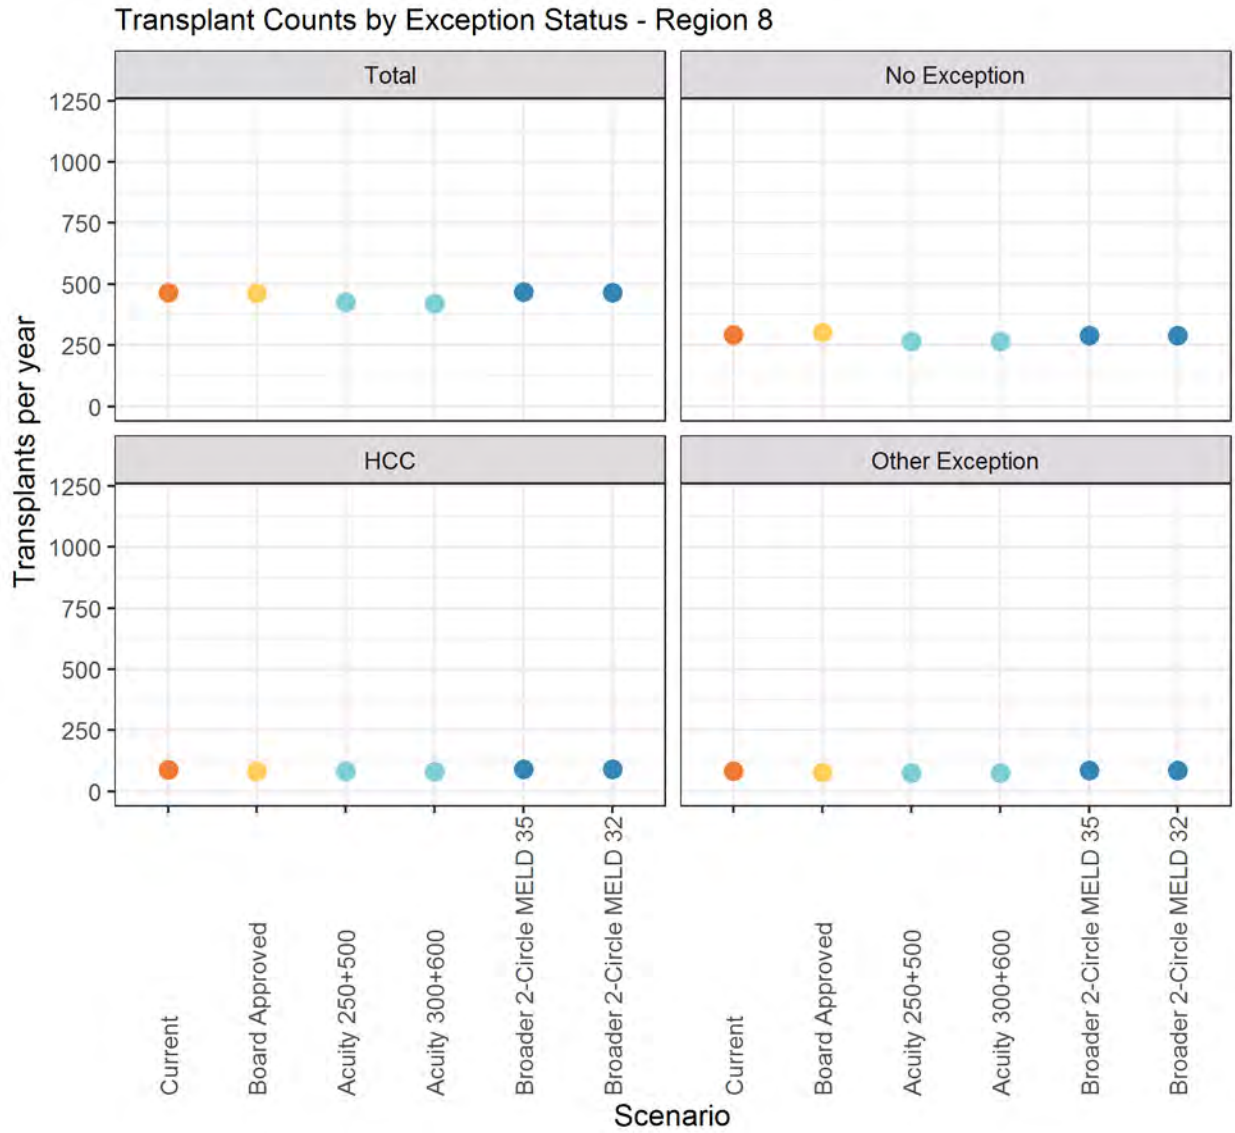 Transplant Counts by Exception Status - Region 8
Total
No Exception
1250
1000
750
500
250
0
HCC
Other Exception
1250
1000
750
500
250
0
Transplants per year
Current
Board Approved
Acuity 250+500
Acuity 300+600
Broader 2-Circle MELD 35
Broader 2-Circle MELD 32
Current
Board Approved
Acuity 250+500
Acuity 300+600
Broader 2-Circle MELD 35
Broader 2-Circle MELD 32
Scenario